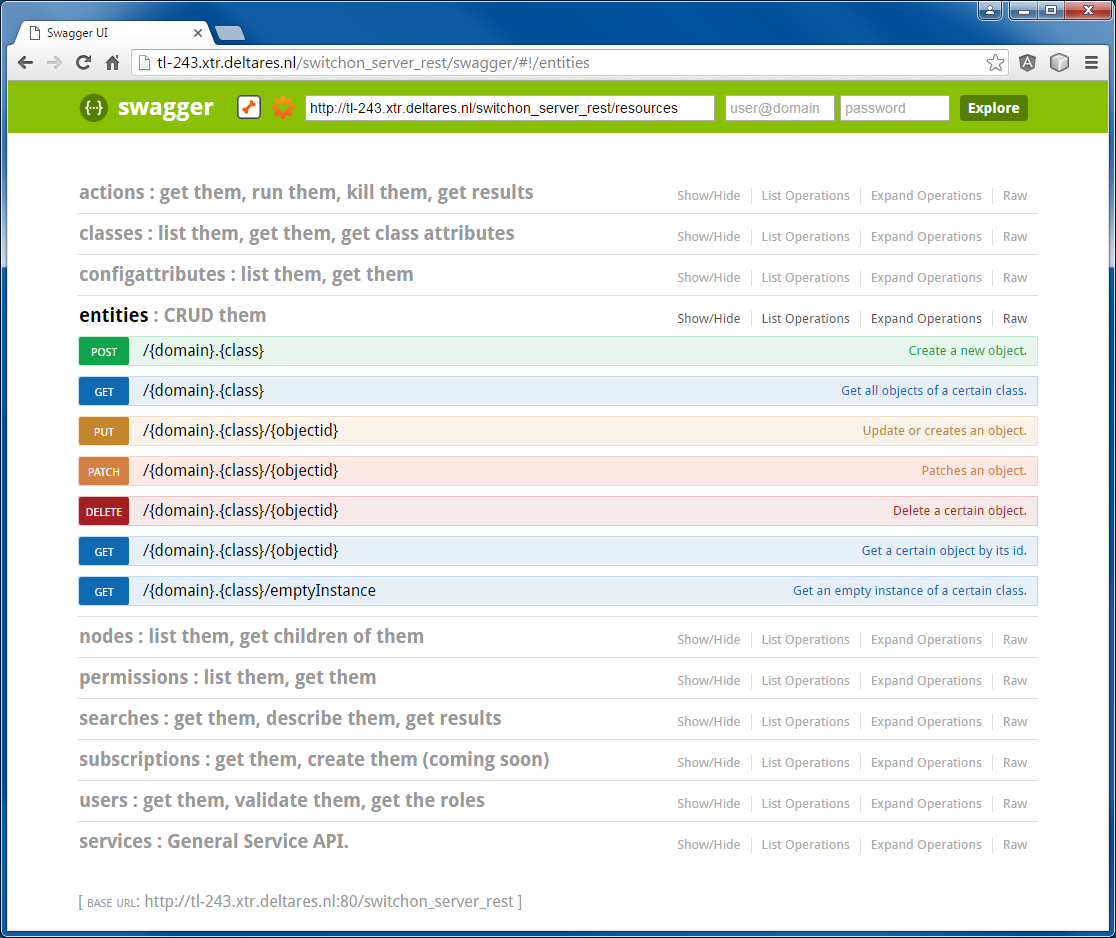 Swagger UI
tl-243.xtr.deltares.nl/switchon_server_rest/swagger/#!/entities
{···} swagger http://tl-243.xtr.deltares.nl/switchon_server_rest/resources user@domain password Explore
actions : get them, run them, kill them, get results Show/Hide List Operations Expand Operations Raw
classes : list them, get them, get class attributes Show/Hide List Operations Expand Operations Raw
configattributes : list them, get them Show/Hide List Operations Expand Operations Raw
entities : CRUD them Show/Hide List Operations Expand Operations Raw
POST /{domain}.{class} Create a new object.
GET /{domain}.{class} Get all objects of a certain class.
PUT /{domain}.{class}/{objectid} Update or creates an object.
PATCH /{domain}.{class}/{objectid} Patches an object.
DELETE /{domain}.{class}/{objectid} Delete a certain object.
GET /{domain}.{class}/{objectid} Get a certain object by its id.
GET /{domain}.{class}/emptyInstance Get an empty instance of a certain class.
nodes : list them, get children of them Show/Hide List Operations Expand Operations Raw
permissions : list them, get them Show/Hide List Operations Expand Operations Raw
searches : get them, describe them, get results Show/Hide List Operations Expand Operations Raw
subscriptions : get them, create them (coming soon) Show/Hide List Operations Expand Operations Raw
users : get them, validate them, get the roles Show/Hide List Operations Expand Operations Raw
services : General Service API. Show/Hide List Operations Expand Operations Raw
[ BASE URL: http://tl-243.xtr.deltares.nl:80/switchon_server_rest ]